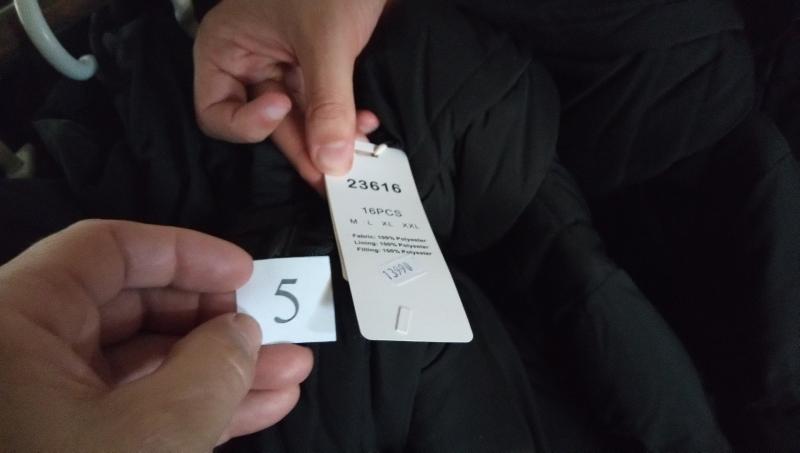 23616
16PCS
M L XL XXL
Fabric: 100% Polyester
Lining: 100% Polyester
Filling: 100% Polyester
13990
5